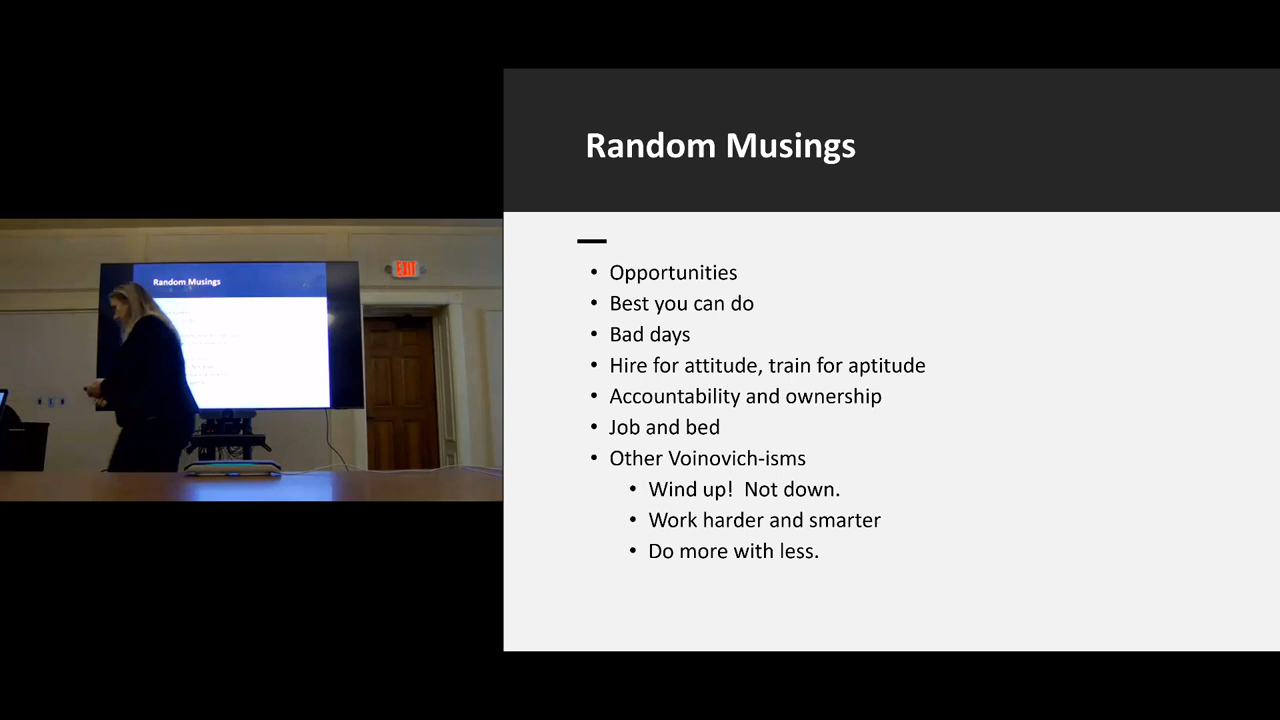 Random Musings
Opportunities
Best you can do
Bad days
Hire for attitude, train for aptitude
Accountability and ownership
Job and bed
Other Voinovich-isms
Wind up!  Not down.
Work harder and smarter
Do more with less.
Random Musings
EXIT